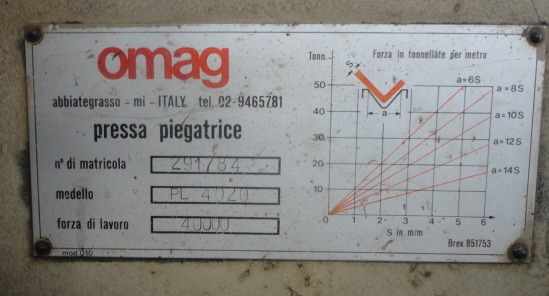 omag
abbiategrasso - mi - ITALY tel. 02-9465781
pressa piegatrice
n° di matricola 291784
modello PL 4020
forza di lavoro 40000
mod. 010
Tonn. Forza in tonnellate per metro
S F
a
50
40
30
20
10
0 1 2 3 4 5 6
S in m/m
a=6S
a=8S
a=10S
a=12S
a=14S
Brev. 851753